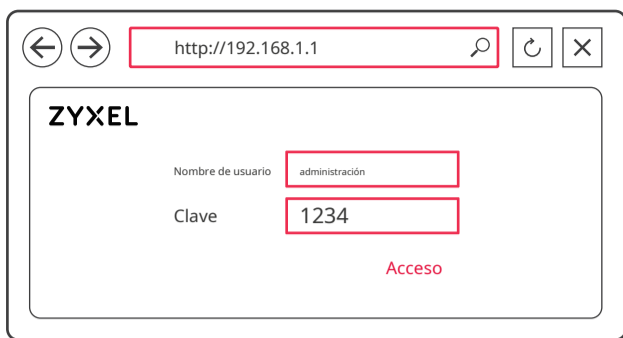 http://192.168.1.1
ZYXEL
Nombre de usuario administración
Clave 1234
Acceso